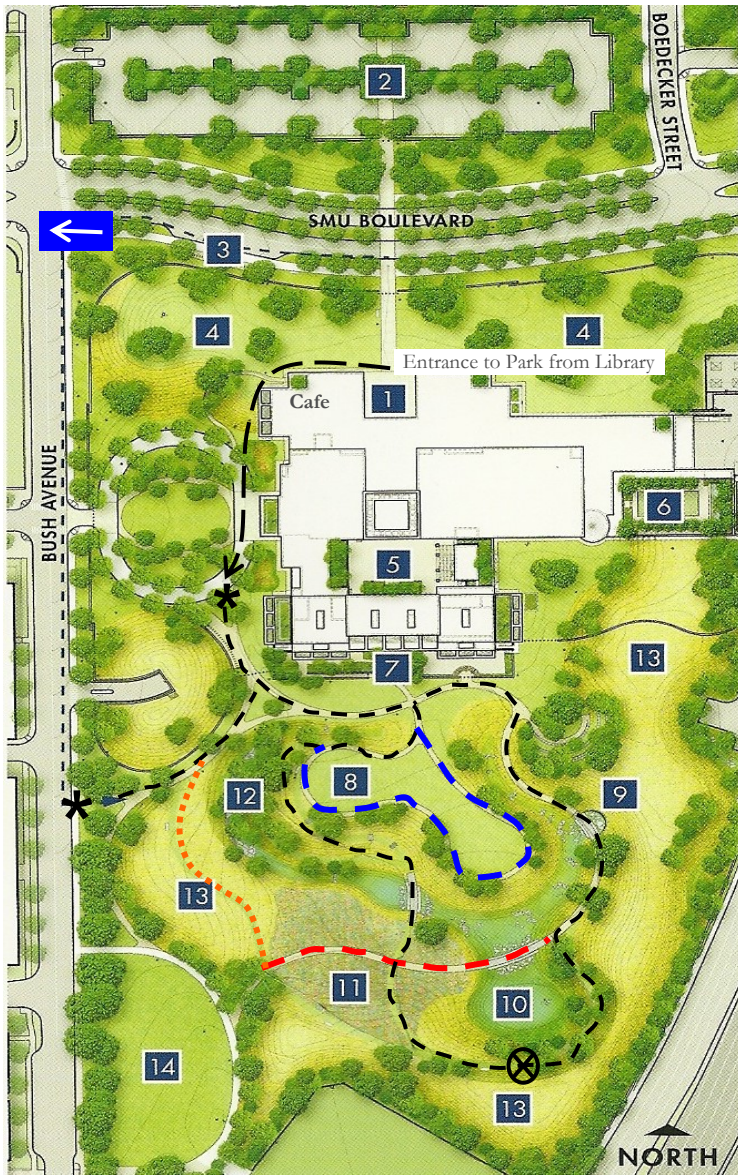 2
BOEDECKER STREET
SMU BOULEVARD
3
4
4
Entrance to Park from Library
Cafe
1
BUSH AVENUE
6
5
7
13
8
12
9
13
11
10
14
13
NORTH